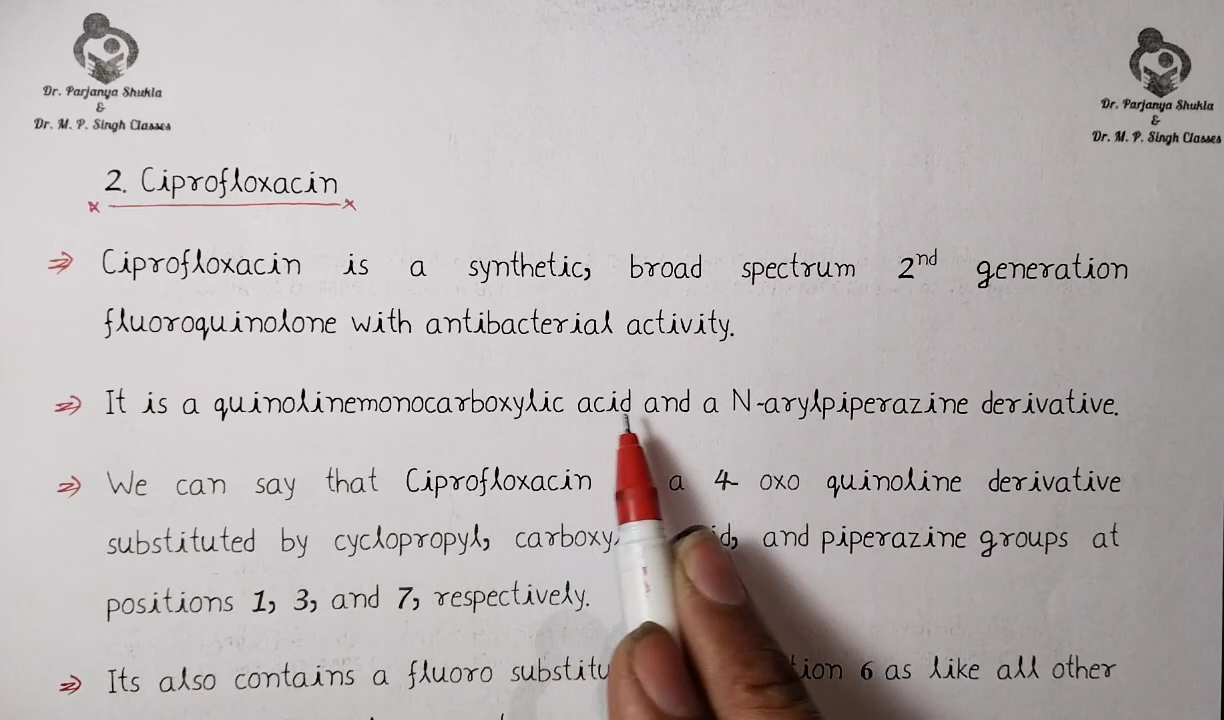 Dr. Parjanya Shukla
&
Dr. M. P. Singh Classes
Dr. Parjanya Shukla
&
Dr. M. P. Singh Classes
2. Ciprofloxacin
⇒ Ciprofloxacin is a synthetic, broad spectrum 2nd generation
fluoroquinolone with antibacterial activity.
⇒ It is a quinolinemonocarboxylic acid and a N-arylpiperazine derivative.
⇒ We can say that Ciprofloxacin a 4 oxo quinoline derivative
substituted by cyclopropyl, and piperazine groups at
positions 1, 3, and 7, respectively.
⇒ Its also contains a fluoro 6 as like all other